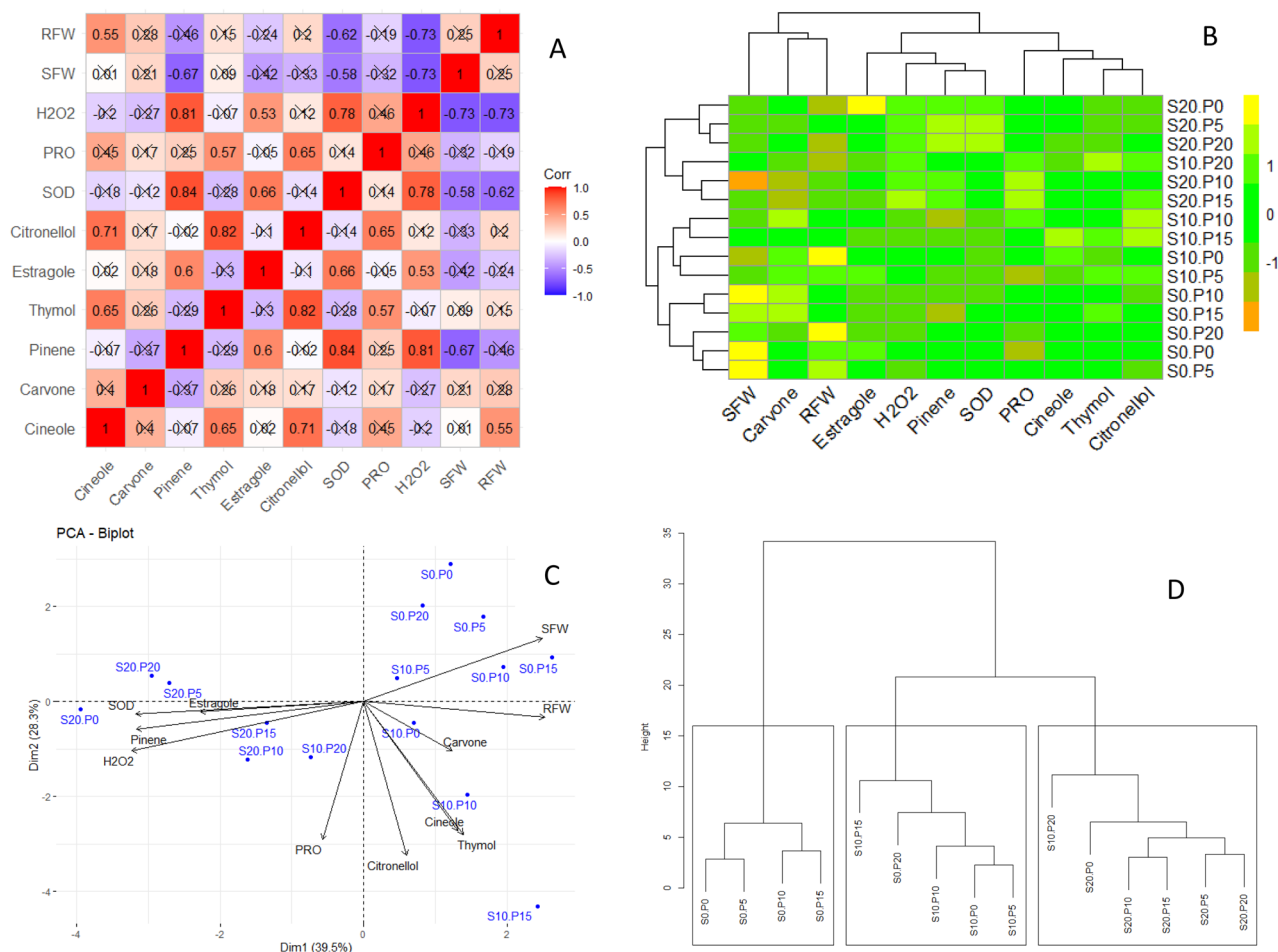 A
RFW 0.55 0.28 -0.46 0.15 -0.24 0.2 -0.62 -0.19 -0.73 0.25 1
SFW 0.01 0.21 -0.67 0.09 -0.42 -0.33 -0.58 -0.32 -0.73 1 0.25
H2O2 -0.2 -0.27 0.81 -0.07 0.53 0.12 0.78 0.46 1 -0.73 -0.73
PRO 0.45 0.17 0.25 0.57 -0.05 0.65 0.14 1 0.46 -0.32 -0.19
SOD -0.18 -0.12 0.84 -0.28 0.66 -0.14 1 0.14 0.78 -0.58 -0.62
Citronellol 0.71 0.17 -0.02 0.82 -0.1 1 -0.14 0.65 0.12 -0.33 0.2
Estragole 0.02 0.18 0.6 -0.3 1 -0.1 0.66 -0.05 0.53 -0.42 -0.24
Thymol 0.65 0.26 -0.29 1 -0.3 0.82 -0.28 0.57 -0.07 0.09 0.15
Pinene -0.07 -0.37 1 -0.29 0.6 -0.02 0.84 0.25 0.81 -0.67 -0.46
Carvone 0.4 1 -0.37 0.26 0.18 0.17 -0.12 0.17 -0.27 0.21 0.28
Cineole 1 0.4 -0.07 0.65 0.02 0.71 -0.18 0.45 -0.2 0.01 0.55
Cineole Carvone Pinene Thymol Estragole Citronellol SOD PRO H2O2 SFW RFW
Corr
1.0
0.5
0.0
-0.5
-1.0
B
S20.P0
S20.P5
S20.P20
S10.P20
S20.P10
S20.P15
S10.P10
S10.P15
S10.P0
S10.P5
S0.P10
S0.P15
S0.P20
S0.P0
S0.P5
SFW Carvone RFW Estragole H2O2 Pinene SOD PRO Cineole Thymol Citronellol
1
0
-1
PCA - Biplot
C
Dim2 (28.3%)
2
0
-2
-4
S0.P0
S0.P20
S0.P5
SFW
S20.P20
S10.P5
S0.P10
S0.P15
S20.P5
SOD
Estragole
S20.P0
RFW
S20.P15
S10.P0
Pinene
Carvone
S20.P10
S10.P20
H2O2
S10.P10
Cineole
PRO
Thymol
Citronellol
S10.P15
-4 -2 0 2
Dim1 (39.5%)
D
Height
35
30
25
20
15
10
5
0
S0.P0
S0.P5
S0.P10
S0.P15
S10.P15
S0.P20
S10.P10
S10.P0
S10.P5
S10.P20
S20.P0
S20.P10
S20.P15
S20.P5
S20.P20